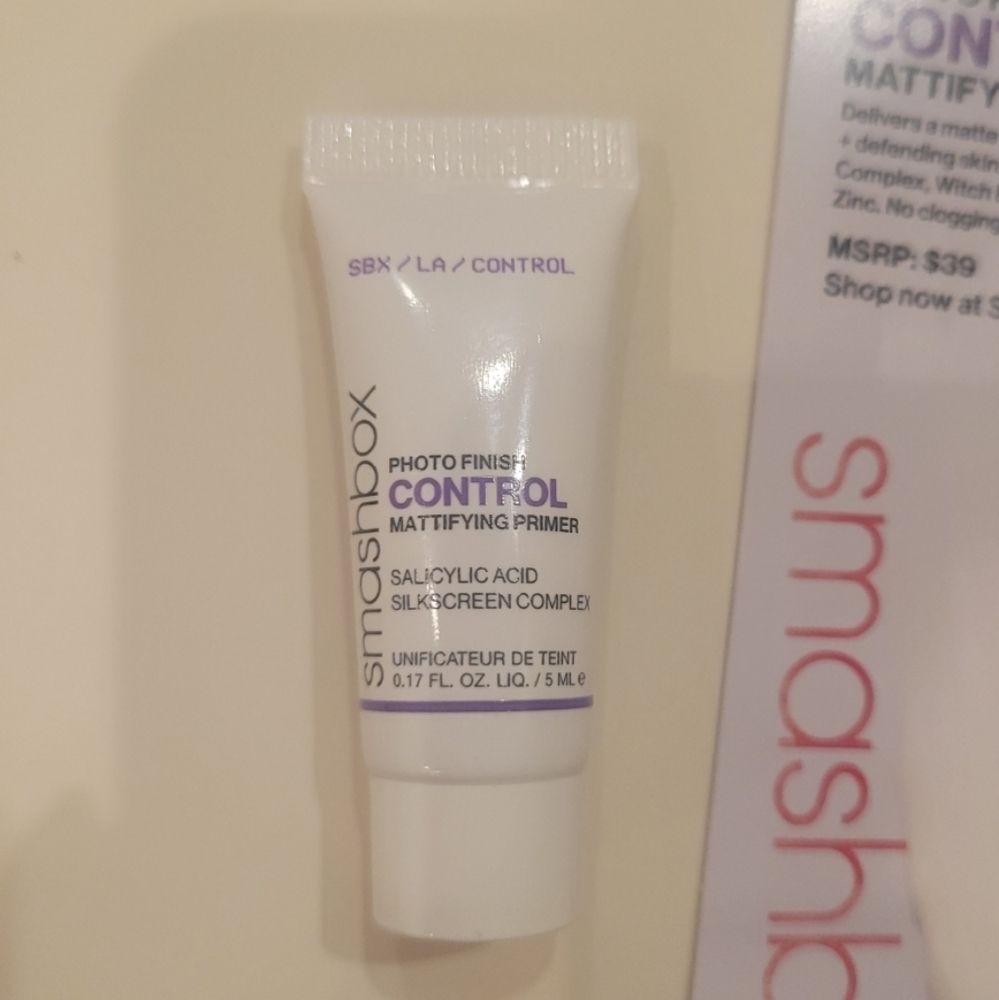 SBX / LA / CONTROL
smashbox
PHOTO FINISH
CONTROL
MATTIFYING PRIMER
SALICYLIC ACID
SILKSCREEN COMPLEX
UNIFICATEUR DE TEINT
0.17 FL. OZ. LIQ. / 5 ML e
CON
MATTIFY
Delivers a matte
+ defending skin
Complex, Witch
Zinc. No clogging
MSRP: $39
Shop now at S
smashb